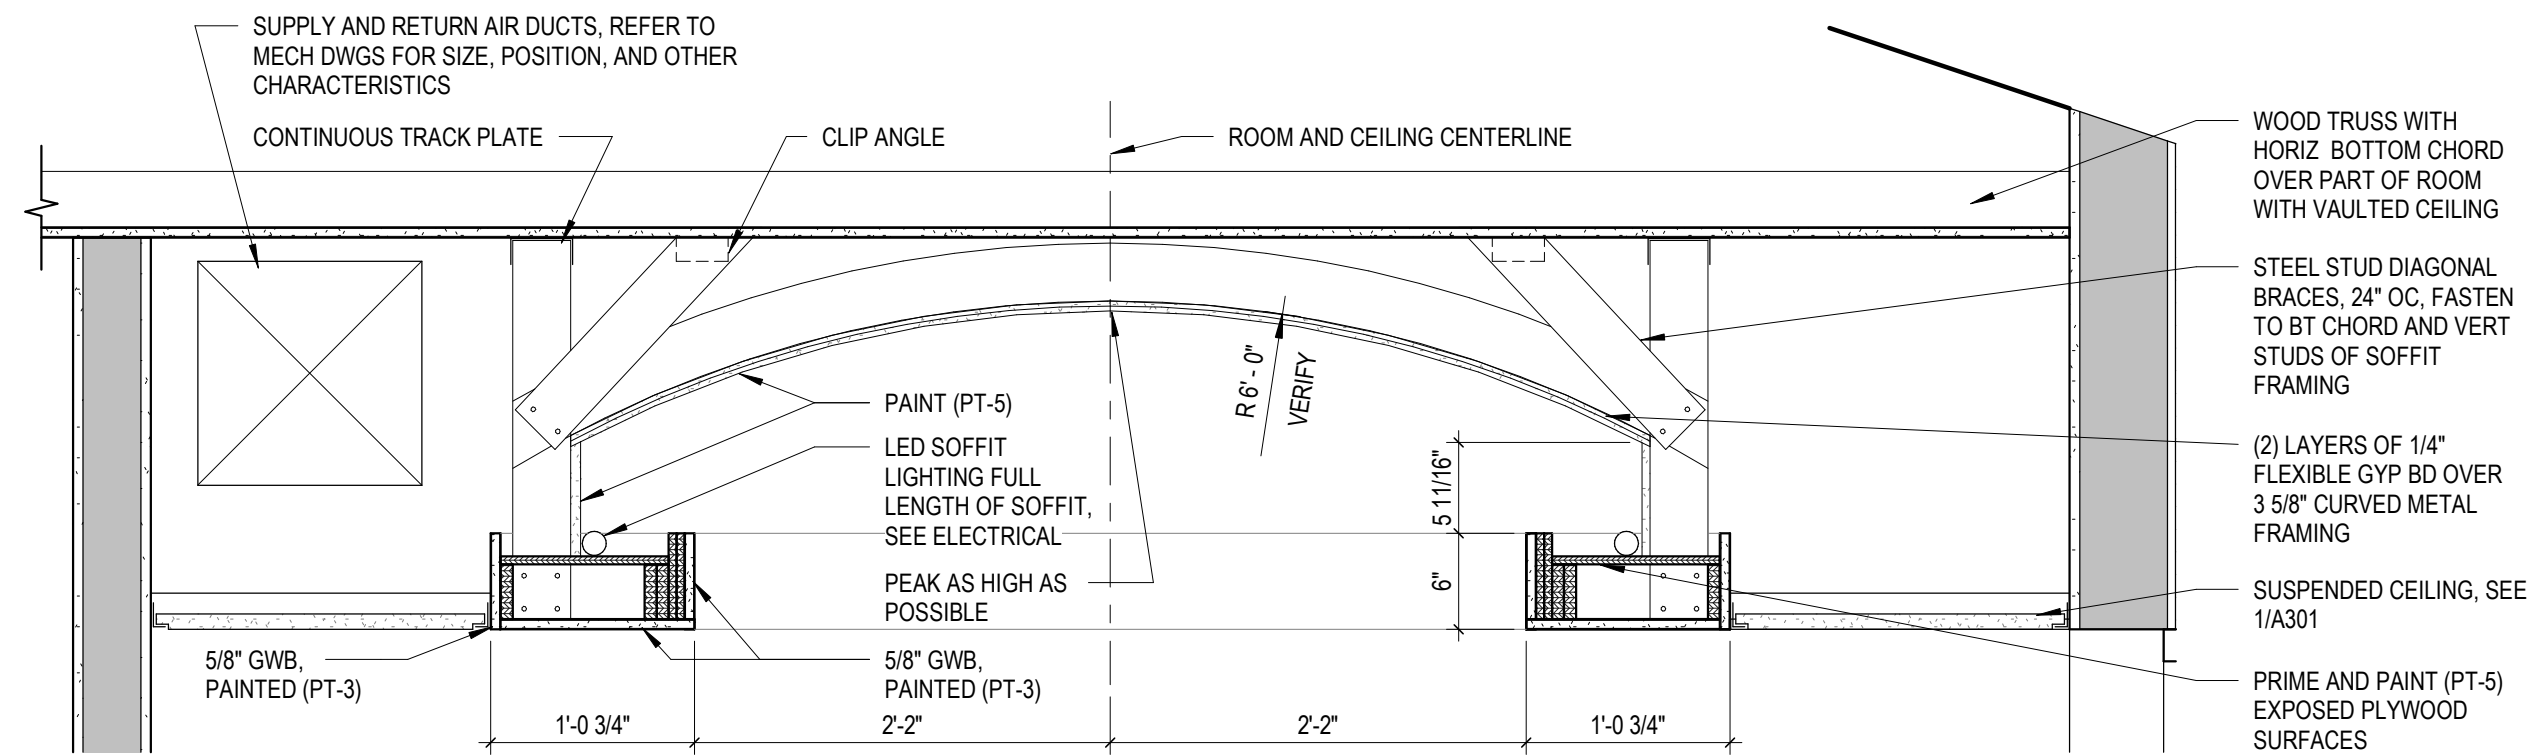 SUPPLY AND RETURN AIR DUCTS, REFER TO
MECH DWGS FOR SIZE, POSITION, AND OTHER
CHARACTERISTICS
CONTINUOUS TRACK PLATE
CLIP ANGLE
ROOM AND CEILING CENTERLINE
WOOD TRUSS WITH
HORIZ BOTTOM CHORD
OVER PART OF ROOM
WITH VAULTED CEILING
STEEL STUD DIAGONAL
BRACES, 24" OC, FASTEN
TO BT CHORD AND VERT
STUDS OF SOFFIT
FRAMING
R 6' - 0"
VERIFY
PAINT (PT-5)
LED SOFFIT
LIGHTING FULL
LENGTH OF SOFFIT,
SEE ELECTRICAL
PEAK AS HIGH AS
POSSIBLE
5 11/16"
6"
(2) LAYERS OF 1/4"
FLEXIBLE GYP BD OVER
3 5/8" CURVED METAL
FRAMING
SUSPENDED CEILING, SEE
1/A301
5/8" GWB,
PAINTED (PT-3)
5/8" GWB,
PAINTED (PT-3)
PRIME AND PAINT (PT-5)
EXPOSED PLYWOOD
SURFACES
1'-0 3/4"
2'-2"
2'-2"
1'-0 3/4"